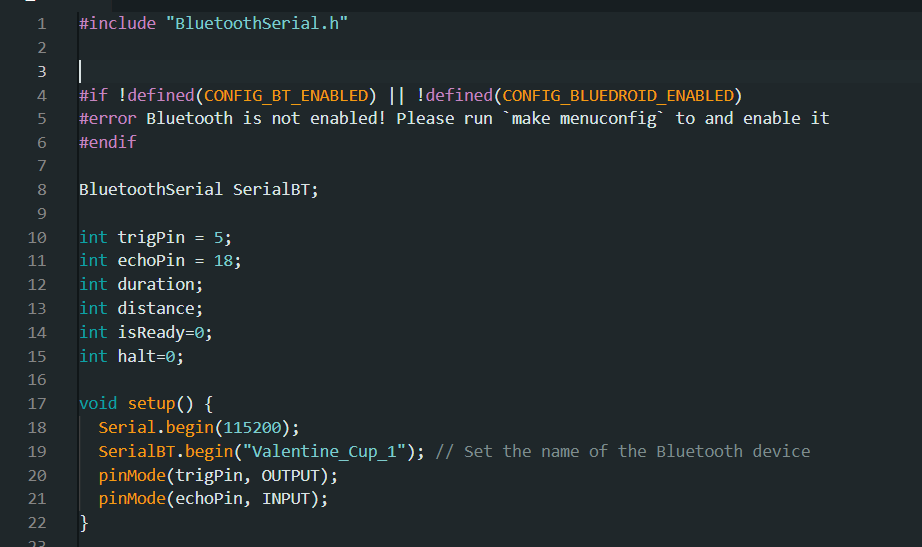 1 #include "BluetoothSerial.h"
2
3
4 #if !defined(CONFIG_BT_ENABLED) || !defined(CONFIG_BLUEDROID_ENABLED)
5 #error Bluetooth is not enabled! Please run `make menuconfig` to and enable it
6 #endif
7
8 BluetoothSerial SerialBT;
9
10 int trigPin = 5;
11 int echoPin = 18;
12 int duration;
13 int distance;
14 int isReady=0;
15 int halt=0;
16
17 void setup() {
18   Serial.begin(115200);
19   SerialBT.begin("Valentine_Cup_1"); // Set the name of the Bluetooth device
20   pinMode(trigPin, OUTPUT);
21   pinMode(echoPin, INPUT);
22 }
23